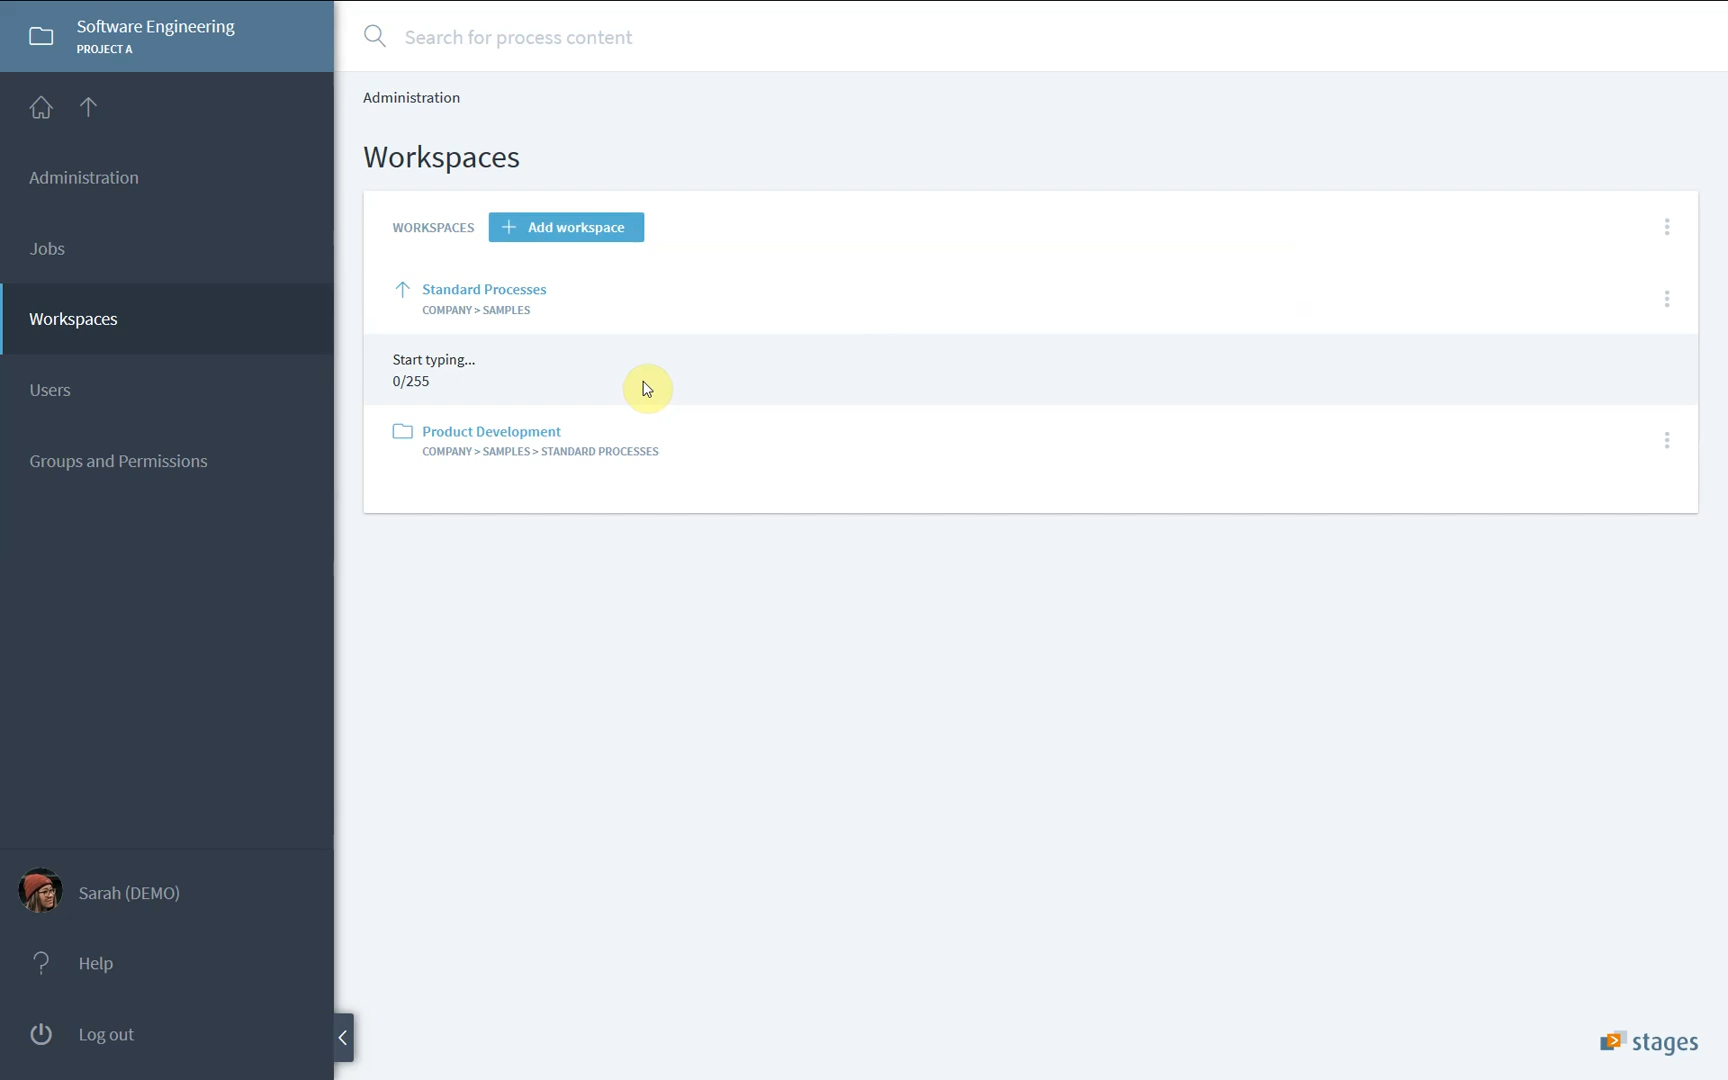 Software Engineering
PROJECT A
Search for process content
Administration
Administration
Jobs
Workspaces
Users
Groups and Permissions
Workspaces
WORKSPACES
Add workspace
Standard Processes
COMPANY > SAMPLES
Start typing...
0/255
Product Development
COMPANY > SAMPLES > STANDARD PROCESSES
Sarah (DEMO)
Help
Log out
stages